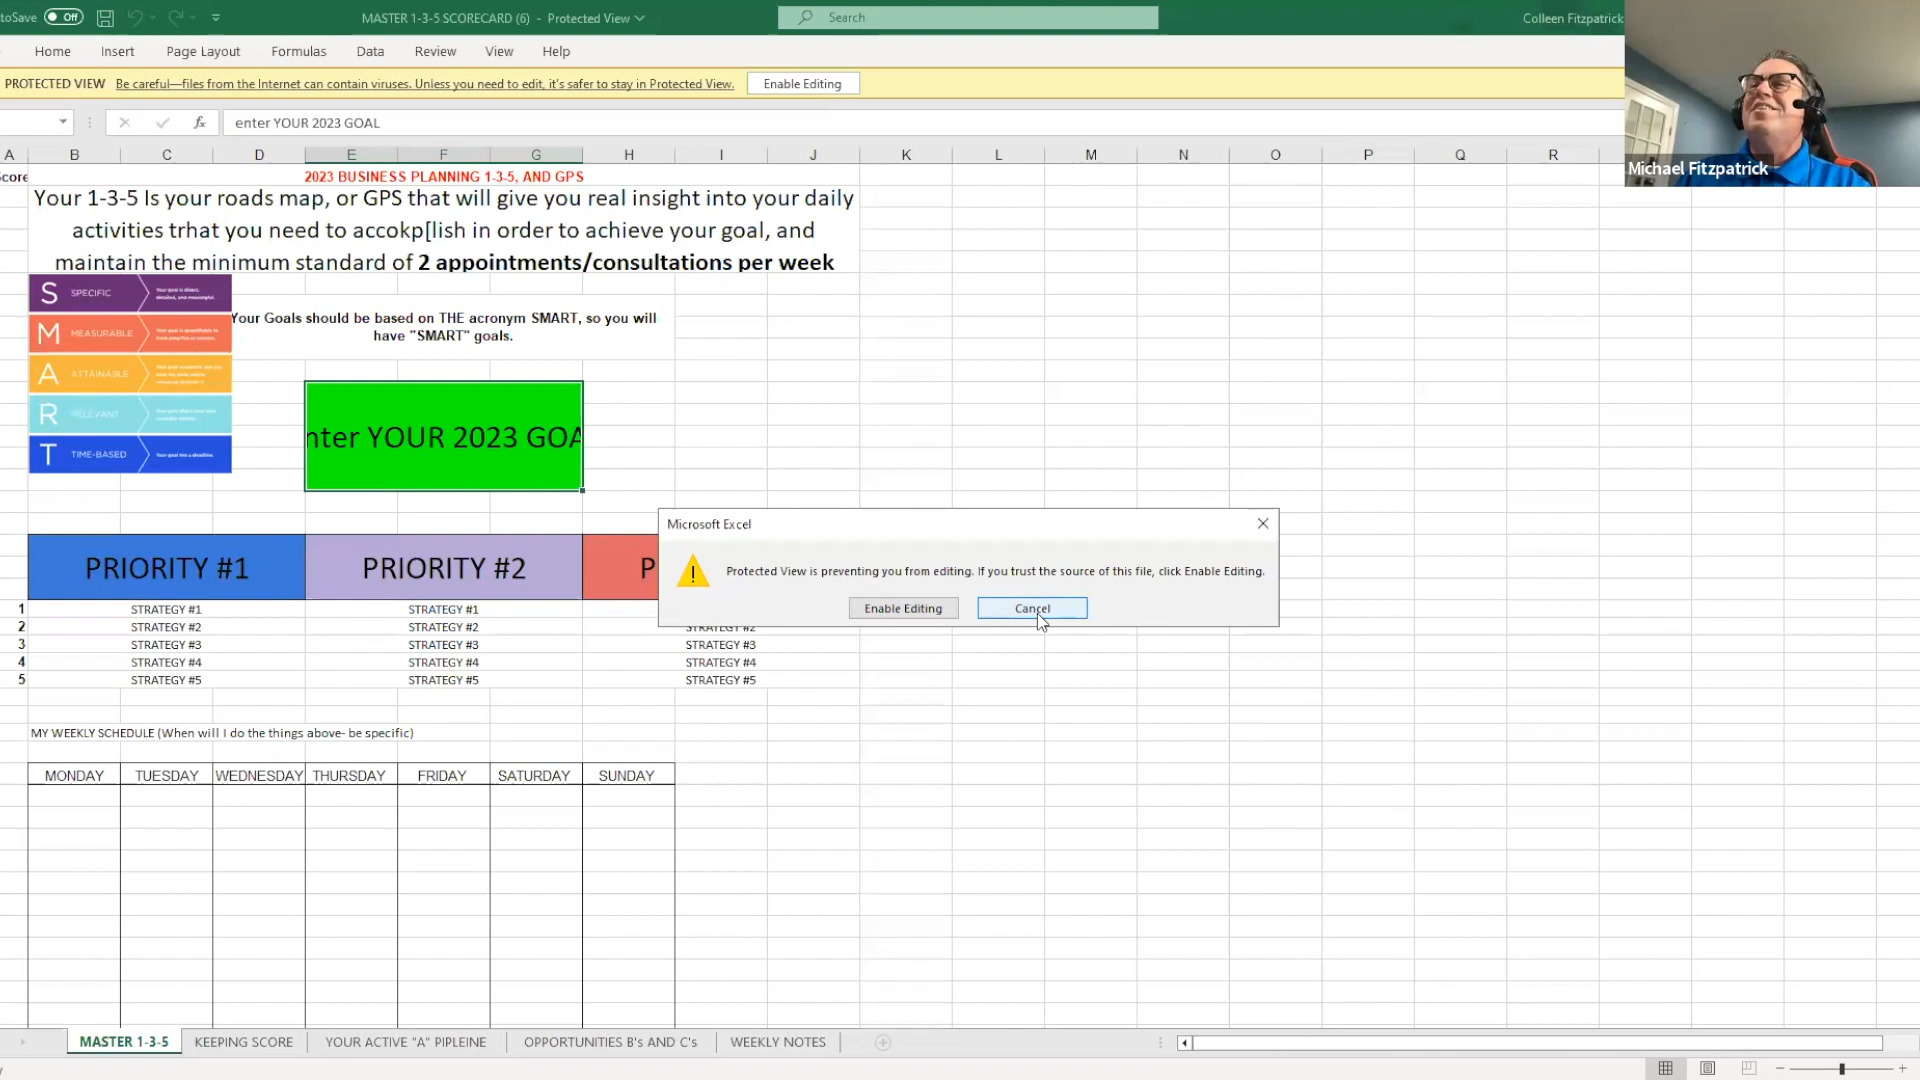 toSave Off MASTER 1-3-5 SCORECARD (6) - Protected View Search Colleen Fitzpatrick
Home Insert Page Layout Formulas Data Review View Help
PROTECTED VIEW Be careful—files from the Internet can contain viruses. Unless you need to edit, it's safer to stay in Protected View. Enable Editing
fx enter YOUR 2023 GOAL
Michael Fitzpatrick
A B C D E F G H I J K L M N O P Q R
Score 2023 BUSINESS PLANNING 1-3-5, AND GPS
Your 1-3-5 Is your roads map, or GPS that will give you real insight into your daily
activities trhat you need to accokp[lish in order to achieve your goal, and
maintain the minimum standard of 2 appointments/consultations per week
S SPECIFIC
M MEASURABLE
A ATTAINABLE
R RELEVANT
T TIME-BASED
Your Goals should be based on THE acronym SMART, so you will
have "SMART" goals.
nter YOUR 2023 GOA
Microsoft Excel
Protected View is preventing you from editing. If you trust the source of this file, click Enable Editing.
Enable Editing Cancel
PRIORITY #1 PRIORITY #2 P
1 STRATEGY #1 STRATEGY #1
2 STRATEGY #2 STRATEGY #2 STRATEGY #2
3 STRATEGY #3 STRATEGY #3 STRATEGY #3
4 STRATEGY #4 STRATEGY #4 STRATEGY #4
5 STRATEGY #5 STRATEGY #5 STRATEGY #5
MY WEEKLY SCHEDULE (When will I do the things above- be specific)
MONDAY TUESDAY WEDNESDAY THURSDAY FRIDAY SATURDAY SUNDAY
MASTER 1-3-5 KEEPING SCORE YOUR ACTIVE "A" PIPLEINE OPPORTUNITIES B's AND C's WEEKLY NOTES